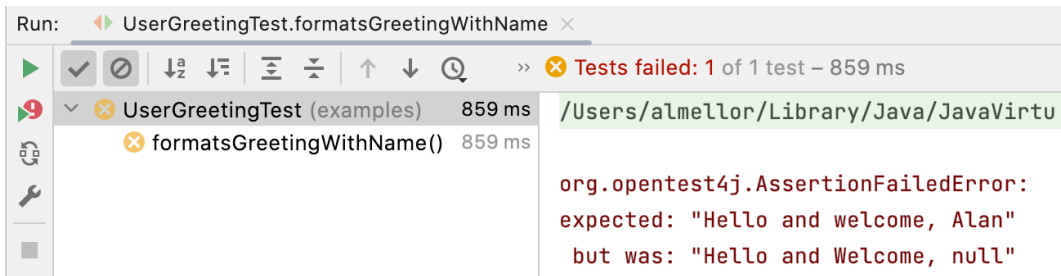 Run: UserGreetingTest.formatsGreetingWithName ×
>> Tests failed: 1 of 1 test – 859 ms
UserGreetingTest (examples) 859 ms
formatsGreetingWithName() 859 ms
/Users/almellor/Library/Java/JavaVirtu
org.opentest4j.AssertionFailedError:
expected: "Hello and welcome, Alan"
but was: "Hello and Welcome, null"